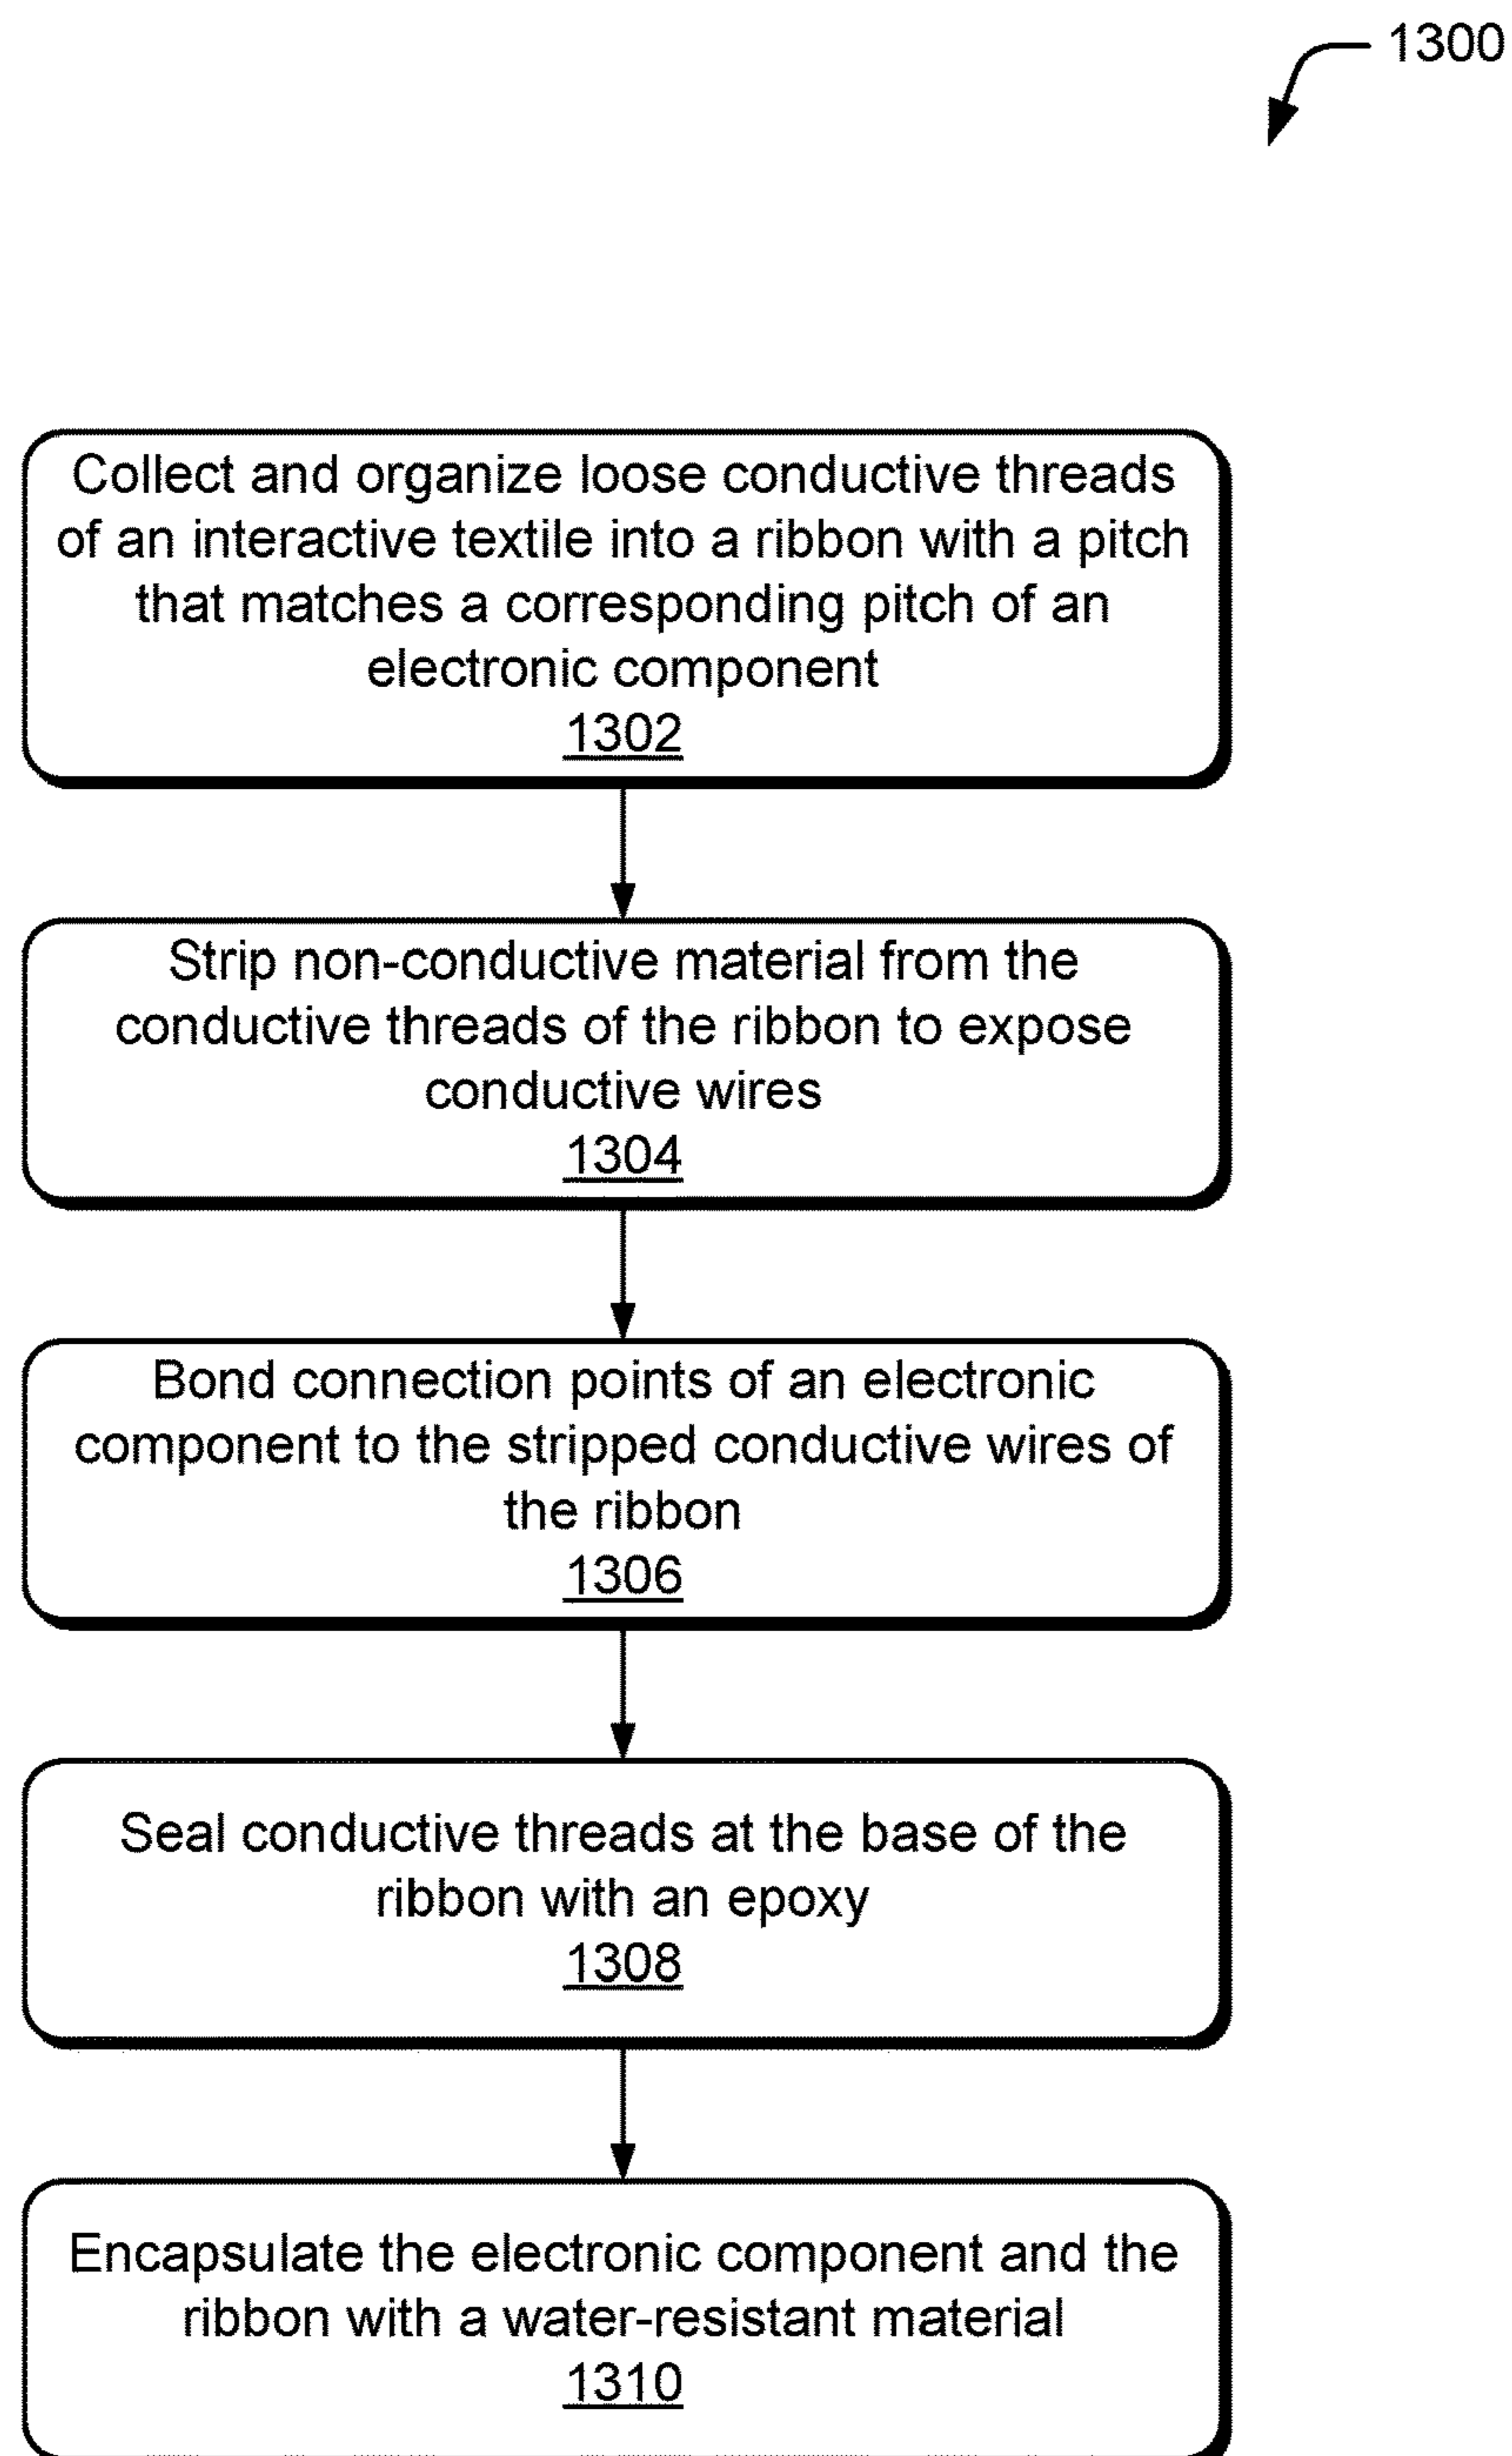 1300
Collect and organize loose conductive threads
of an interactive textile into a ribbon with a pitch
that matches a corresponding pitch of an
electronic component
1302
Strip non-conductive material from the
conductive threads of the ribbon to expose
conductive wires
1304
Bond connection points of an electronic
component to the stripped conductive wires of
the ribbon
1306
Seal conductive threads at the base of the
ribbon with an epoxy
1308
Encapsulate the electronic component and the
ribbon with a water-resistant material
1310